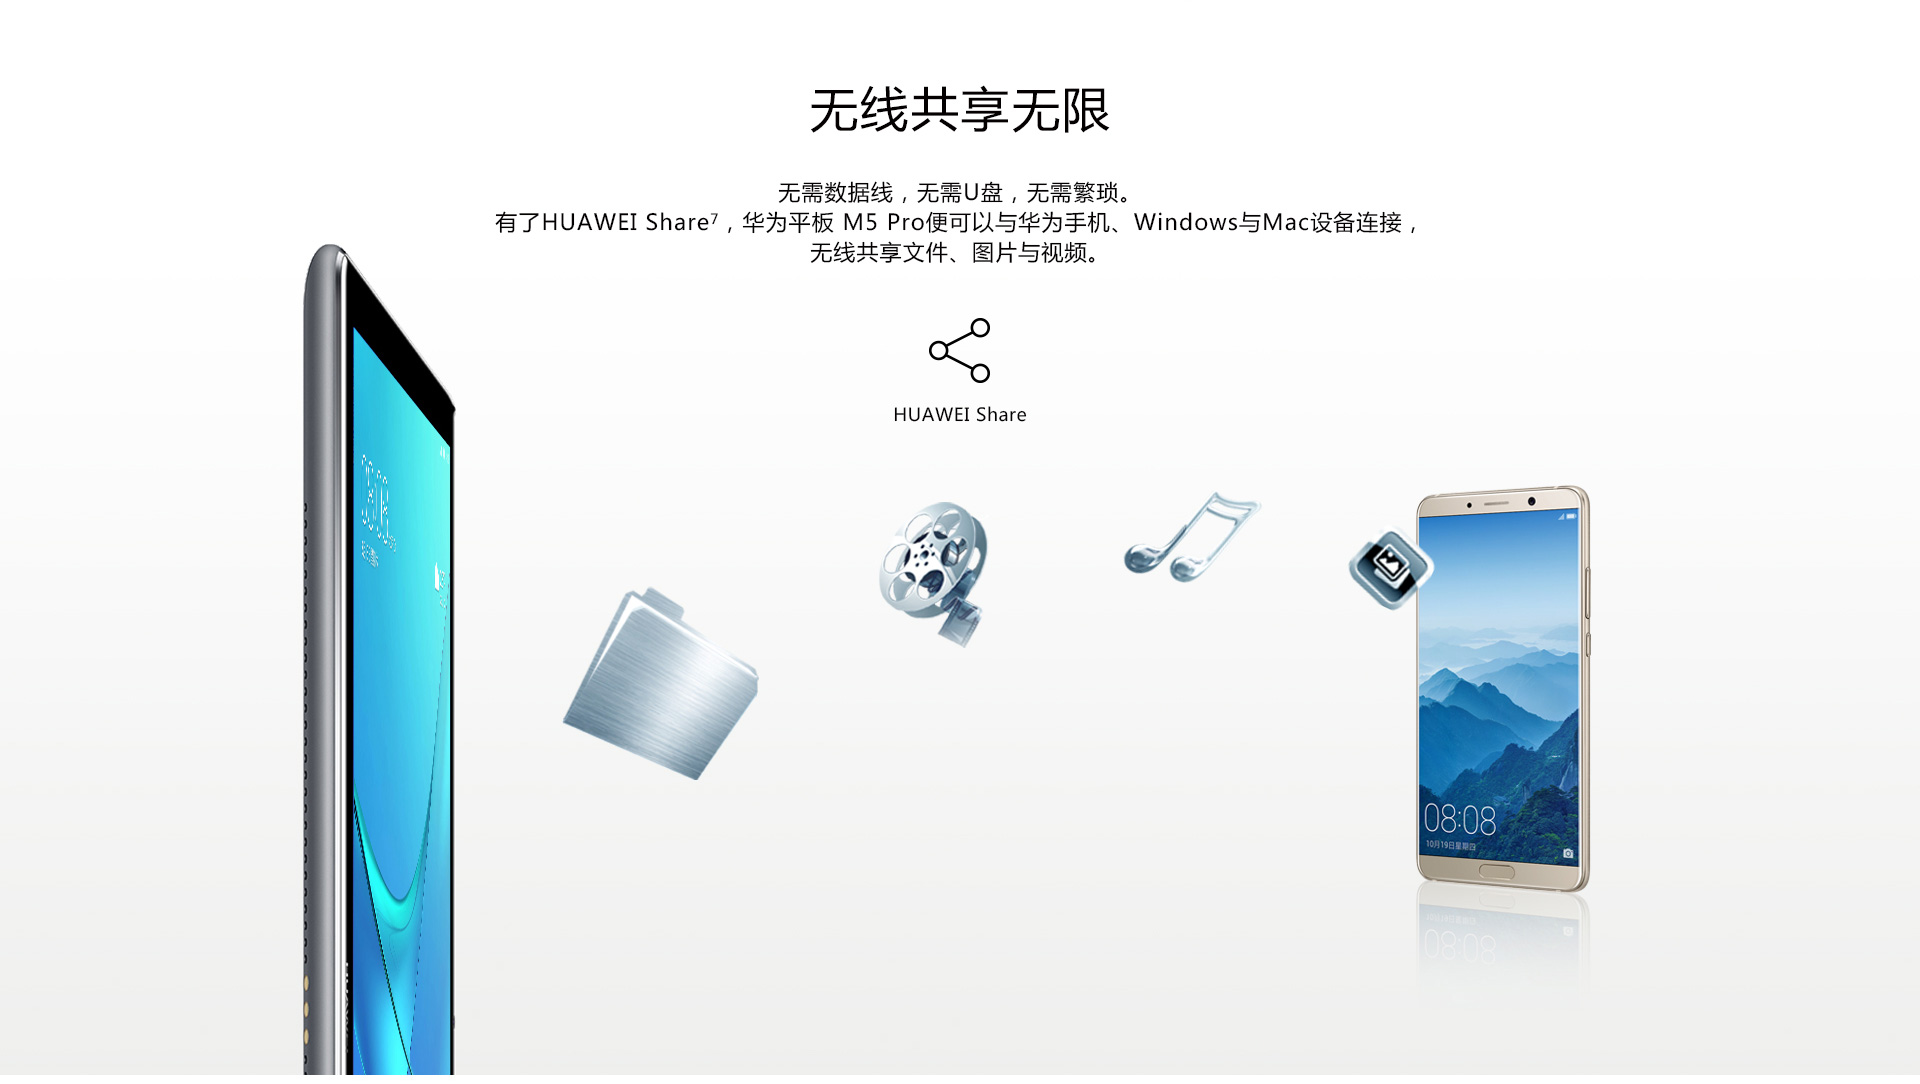 无线共享无限
无需数据线，无需U盘，无需繁琐。
有了HUAWEI Share⁷，华为平板 M5 Pro便可以与华为手机、Windows与Mac设备连接，
无线共享文件、图片与视频。
HUAWEI Share
08:08
08:08
10月19日星期四